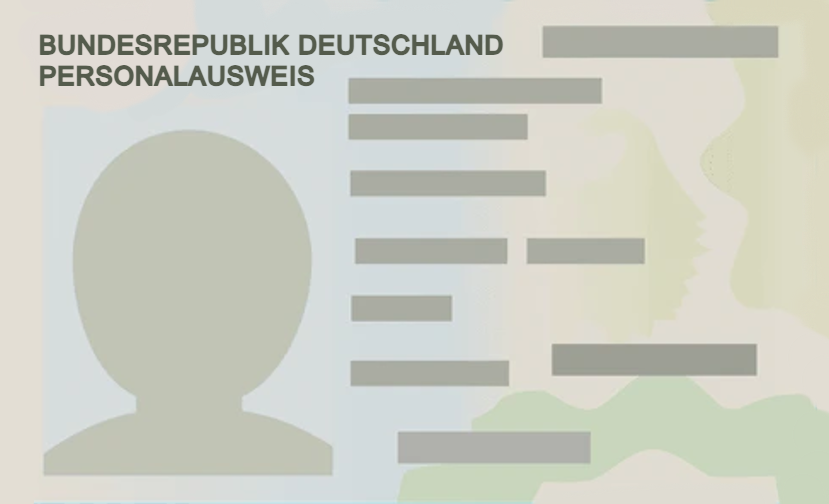 BUNDESREPUBLIK DEUTSCHLAND
PERSONALAUSWEIS